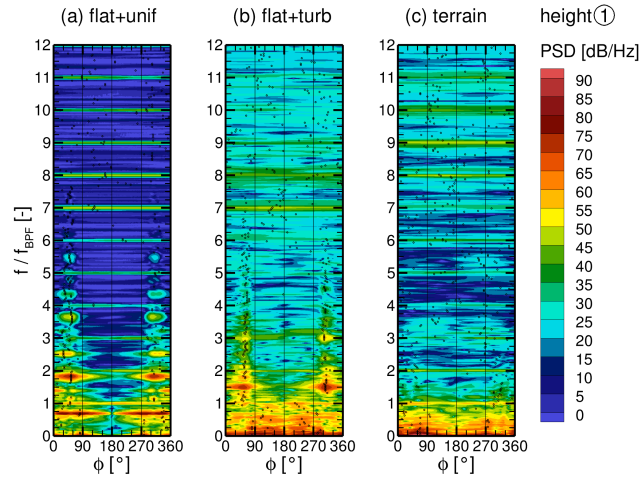 (a) flat+unif (b) flat+turb (c) terrain height①
PSD [dB/Hz]
f / f_BPF [-]
12 12 12
11 11 11
10 10 10
9 9 9
8 8 8
7 7 7
6 6 6
5 5 5
4 4 4
3 3 3
2 2 2
1 1 1
0 0 0
0 90 180 270 360 0 90 180 270 360 0 90 180 270 360
ϕ [°] ϕ [°] ϕ [°]
90
85
80
75
70
65
60
55
50
45
40
35
30
25
20
15
10
5
0